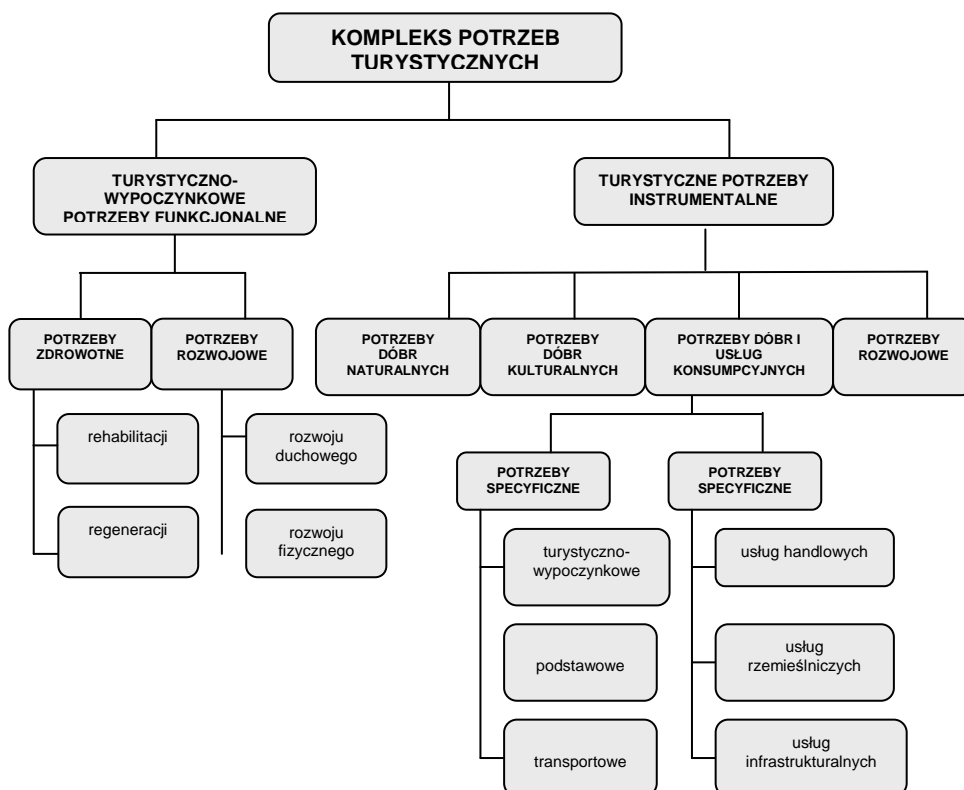 KOMPLEKS POTRZEB
TURYSTYCZNYCH
TURYSTYCZNO-
WYPOCZYNKOWE
POTRZEBY FUNKCJONALNE
TURYSTYCZNE POTRZEBY
INSTRUMENTALNE
POTRZEBY
ZDROWOTNE
POTRZEBY
ROZWOJOWE
POTRZEBY
DÓBR
NATURALNYCH
POTRZEBY
DÓBR
KULTURALNYCH
POTRZEBY DÓBR I
USŁUG
KONSUMPCYJNYCH
POTRZEBY
ROZWOJOWE
rehabilitacji
regeneracji
rozwoju
duchowego
rozwoju
fizycznego
POTRZEBY
SPECYFICZNE
POTRZEBY
SPECYFICZNE
turystyczno-
wypoczynkowe
podstawowe
transportowe
usług handlowych
usług
rzemieślniczych
usług
infrastrukturalnych